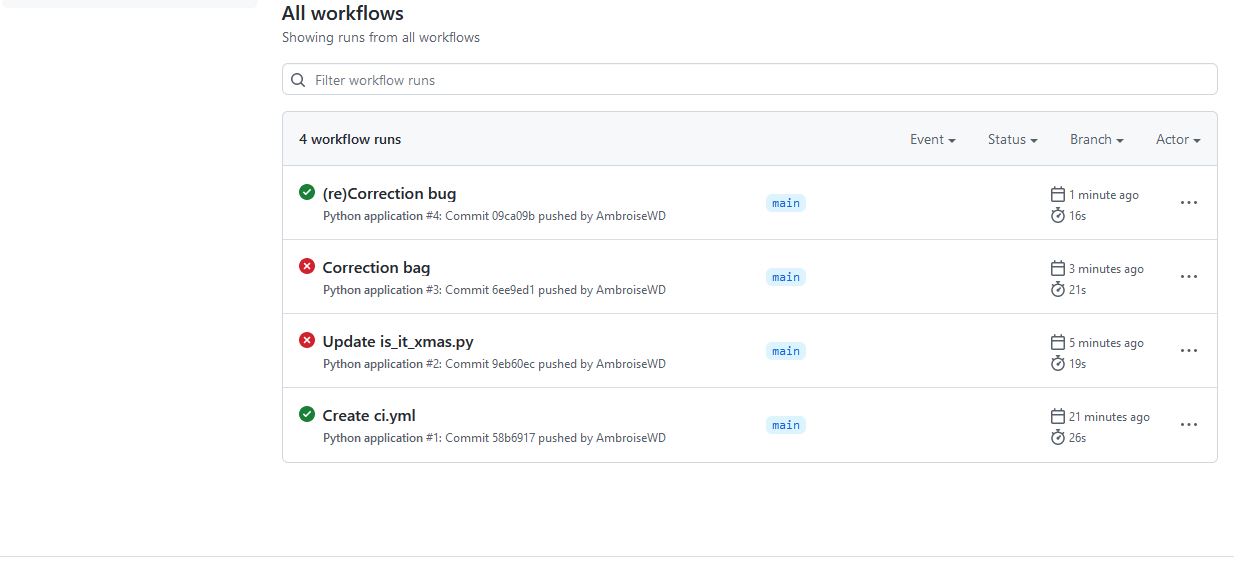 All workflows
Showing runs from all workflows
Filter workflow runs
4 workflow runs Event Status Branch Actor
(re)Correction bug
Python application #4: Commit 09ca09b pushed by AmbroiseWD
main
1 minute ago
16s
Correction bag
Python application #3: Commit 6ee9ed1 pushed by AmbroiseWD
main
3 minutes ago
21s
Update is_it_xmas.py
Python application #2: Commit 9eb60ec pushed by AmbroiseWD
main
5 minutes ago
19s
Create ci.yml
Python application #1: Commit 58b6917 pushed by AmbroiseWD
main
21 minutes ago
26s